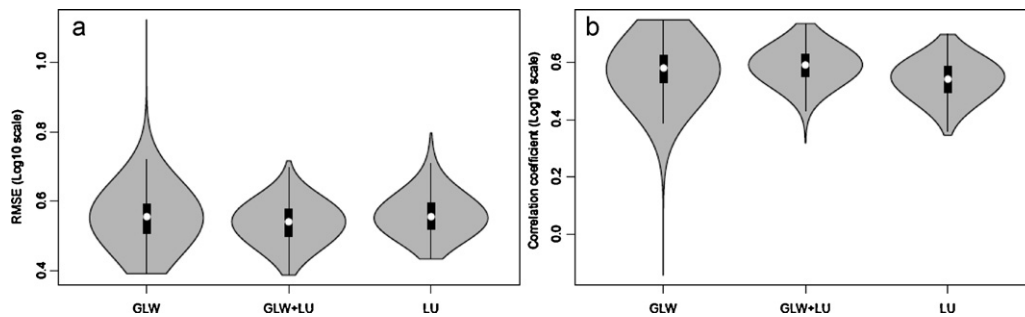 a
RMSE (Log10 scale)
1.0
0.8
0.6
0.4
GLW
GLW+LU
LU
b
Correlation coefficient (Log10 scale)
0.6
0.4
0.2
0.0
GLW
GLW+LU
LU